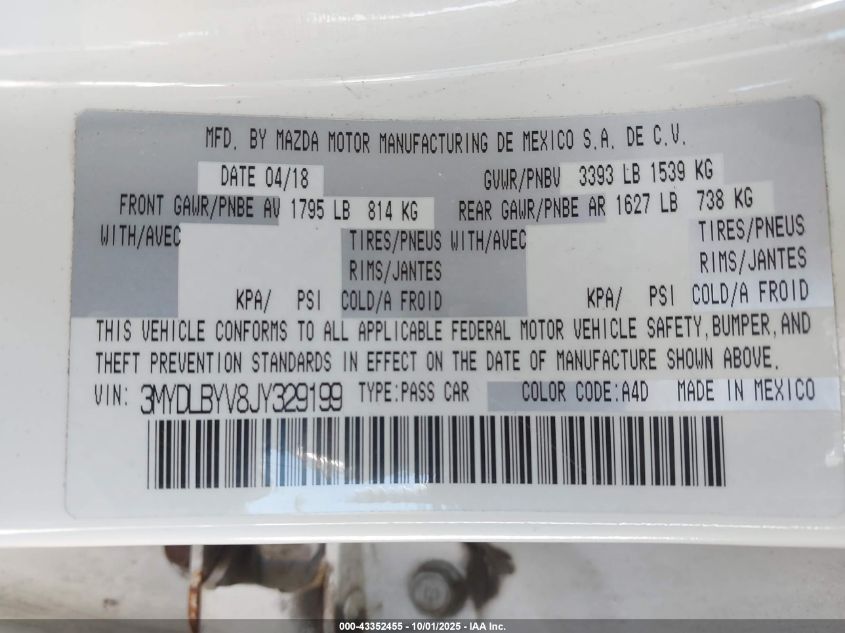 MFD. BY MAZDA MOTOR MANUFACTURING DE MEXICO S.A. DE C.V.
DATE 04/18 GVWR/PNBV 3393 LB 1539 KG
FRONT GAWR/PNBE AV 1795 LB 814 KG REAR GAWR/PNBE AR 1627 LB 738 KG
WITH/AVEC TIRES/PNEUS WITH/AVEC TIRES/PNEUS
RIMS/JANTES RIMS/JANTES
KPA/ PSI COLD/A FROID KPA/ PSI COLD/A FROID
THIS VEHICLE CONFORMS TO ALL APPLICABLE FEDERAL MOTOR VEHICLE SAFETY, BUMPER, AND
THEFT PREVENTION STANDARDS IN EFFECT ON THE DATE OF MANUFACTURE SHOWN ABOVE.
VIN: 3MYDLBYV8JY329199 TYPE:PASS CAR COLOR CODE:A4D MADE IN MEXICO
000-43352455 - 10/01/2025 - IAA Inc.